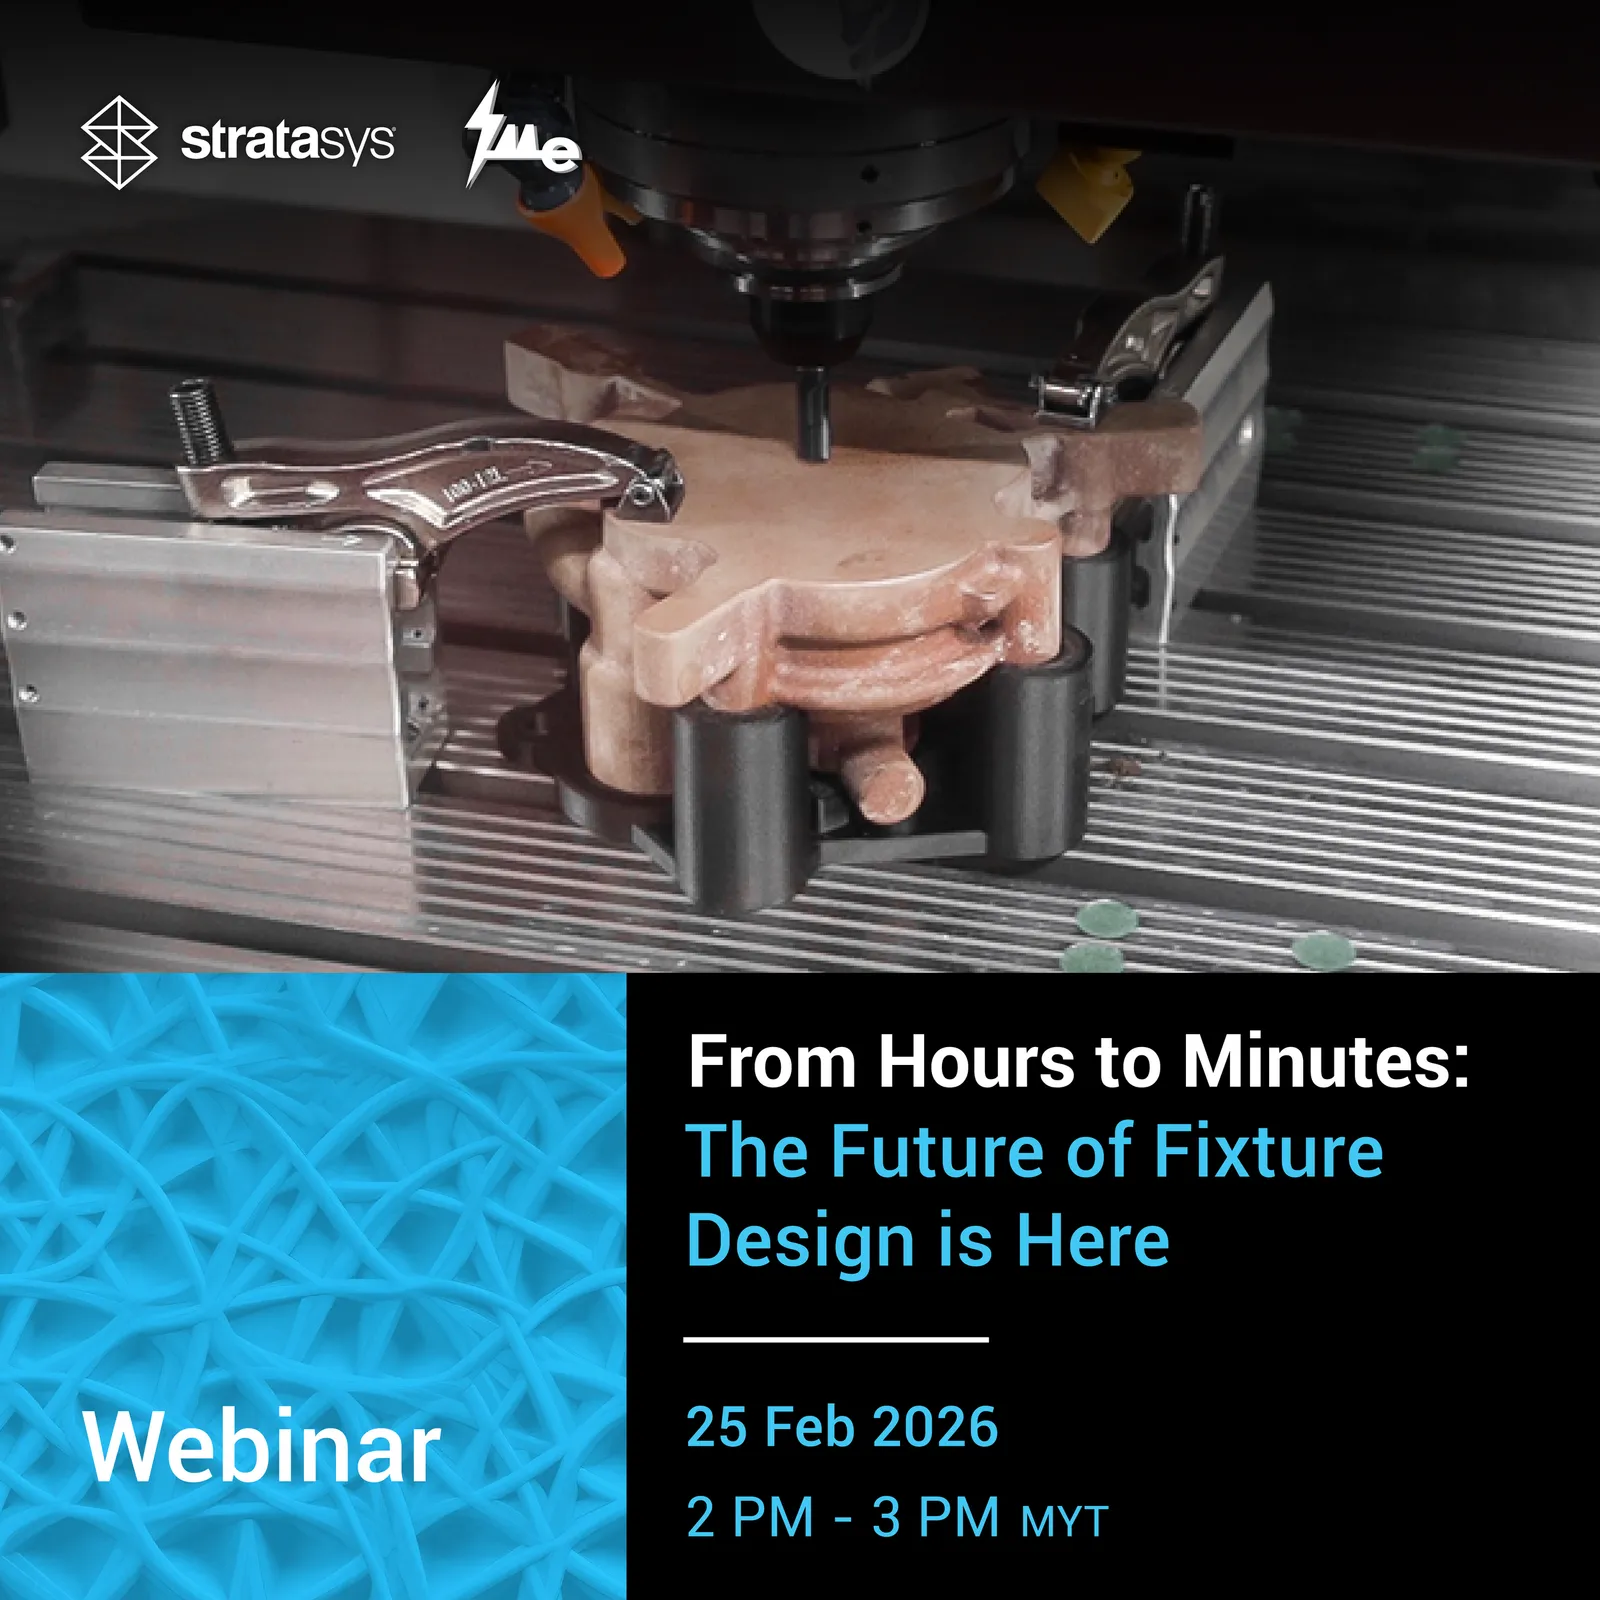 stratasys
ZMe
From Hours to Minutes:
The Future of Fixture
Design is Here
25 Feb 2026
2 PM - 3 PM MYT
Webinar